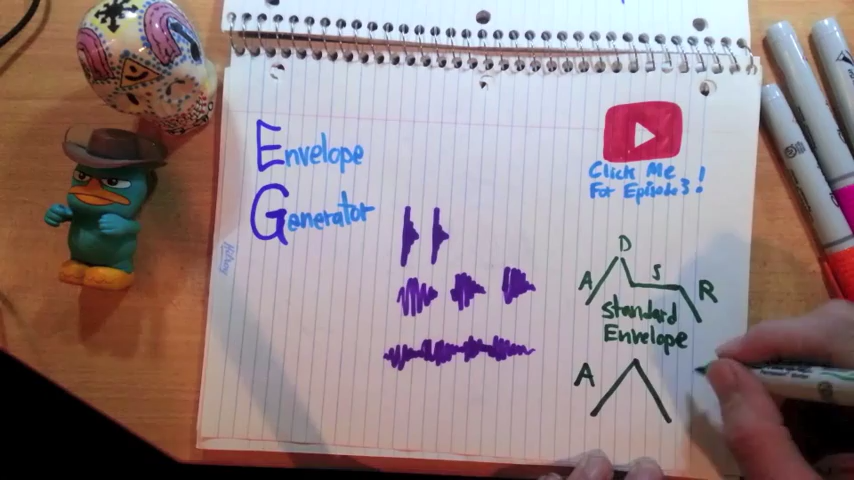 Envelope
Generator
Click Me
For Episode 3!
D
A
S
R
Standard
Envelope
A